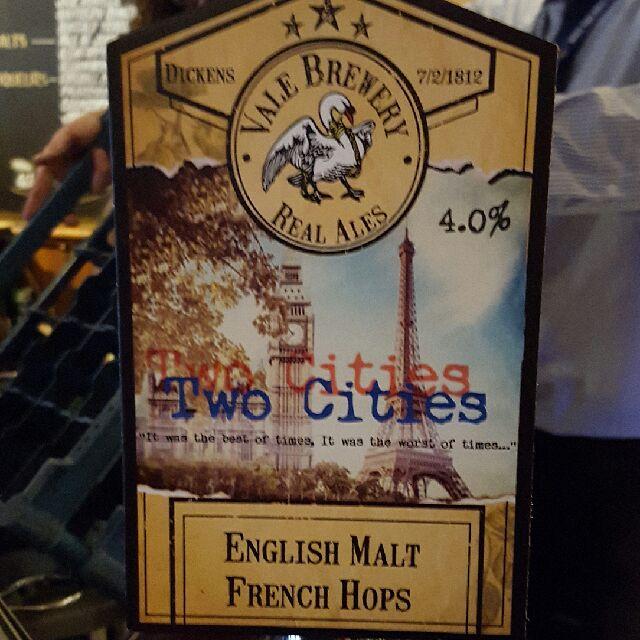 DICKENS
7/2/1812
VALE BREWERY
REAL ALES
4.0%
Two Cities
Two Cities
"It was the best of times, It was the worst of times..."
ENGLISH MALT
FRENCH HOPS